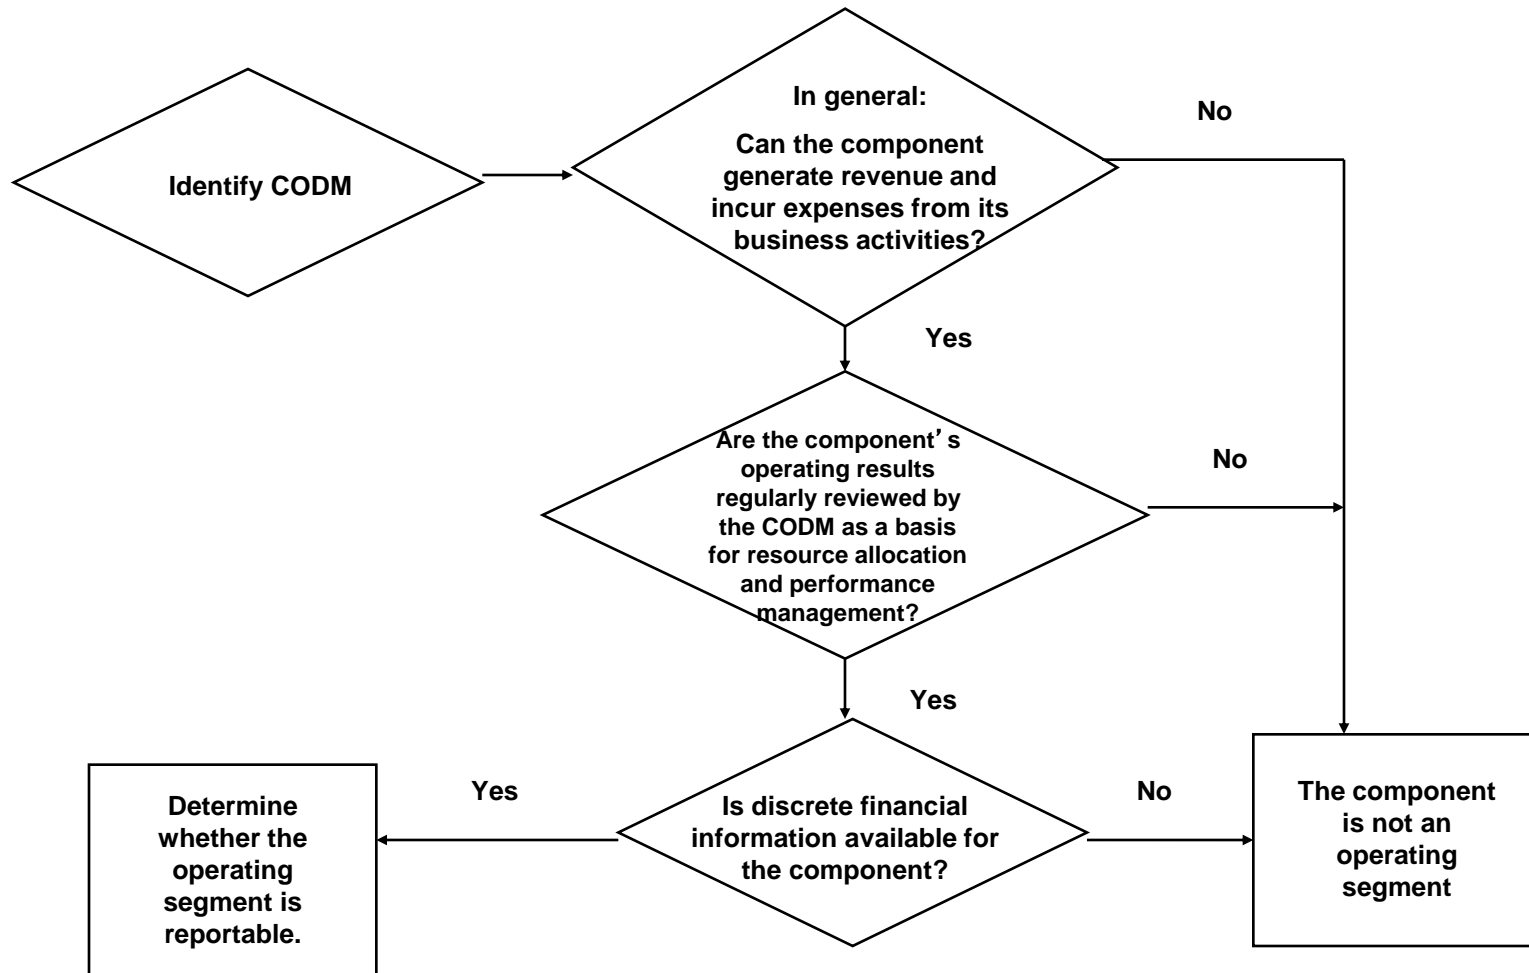 Identify CODM
In general:
Can the component
generate revenue and
incur expenses from its
business activities?
No
Yes
Are the component’s
operating results
regularly reviewed by
the CODM as a basis
for resource allocation
and performance
management?
No
Yes
Is discrete financial
information available for
the component?
Yes
No
Determine
whether the
operating
segment is
reportable.
The component
is not an
operating
segment